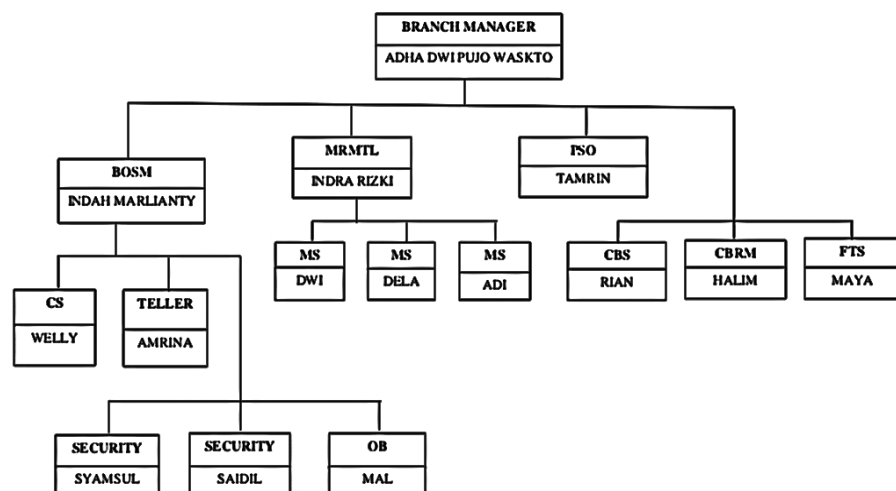 BRANCH MANAGER
ADHA DWI PUJO WASKTO
BOSM
INDAH MARLIANTY
MRMTL
INDRA RIZKI
PSO
TAMRIN
MS
DWI
MS
DELA
MS
ADI
CBS
RIAN
CBRM
HALIM
FTS
MAYA
CS
WELLY
TELLER
AMRINA
SECURITY
SYAMSUL
SECURITY
SAIDIL
OB
MAL